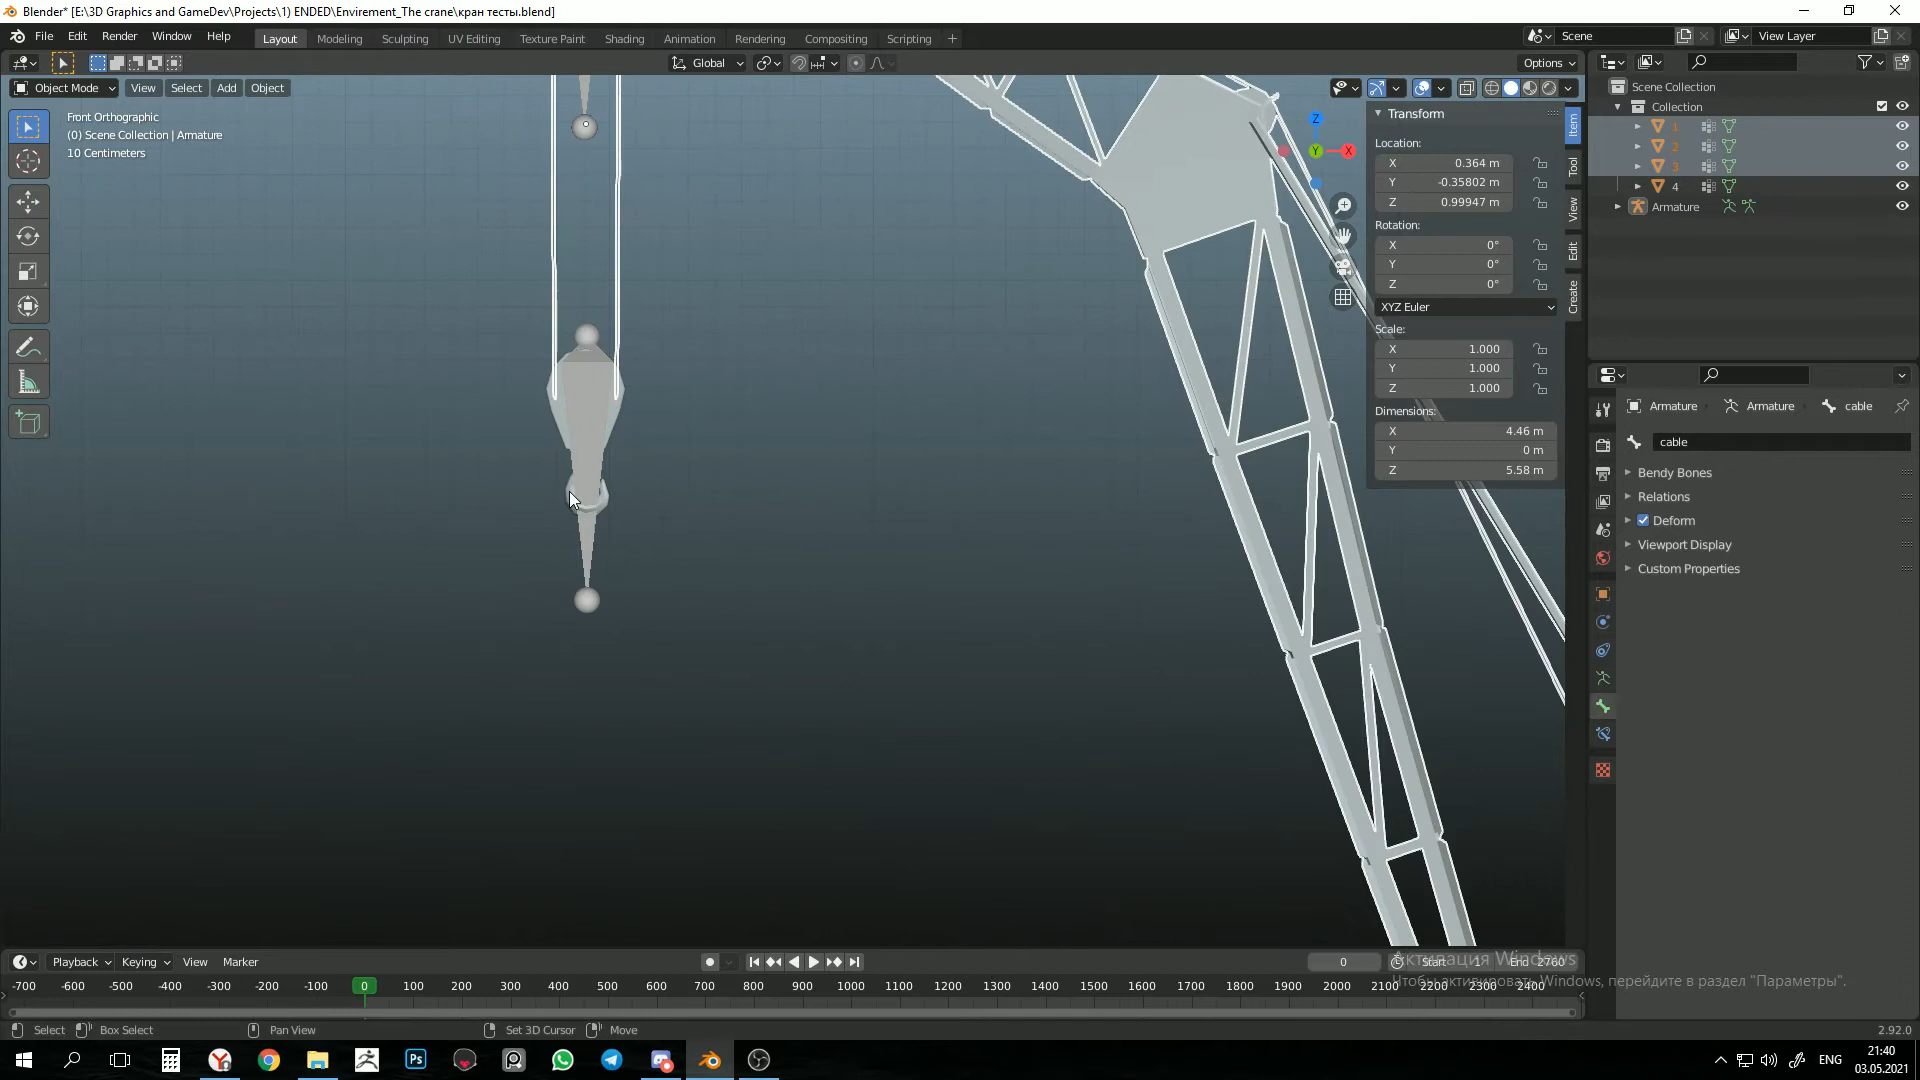 Blender* [E:\3D Graphics and GameDev\Projects\1) ENDED\Envirement_The crane\кран тесты.blend]
File Edit Render Window Help
Layout Modeling Sculpting UV Editing Texture Paint Shading Animation Rendering Compositing Scripting +
Scene
View Layer
Global
Options
Object Mode View Select Add Object
Front Orthographic
(0) Scene Collection | Armature
10 Centimeters
Z
Y
X
Transform
Location:
X 0.364 m
Y -0.35802 m
Z 0.99947 m
Rotation:
X 0°
Y 0°
Z 0°
XYZ Euler
Scale:
X 1.000
Y 1.000
Z 1.000
Dimensions:
X 4.46 m
Y 0 m
Z 5.58 m
Item
Tool
View
Edit
Create
Scene Collection
Collection
1
2
3
4
Armature
Armature Armature cable
cable
Bendy Bones
Relations
Deform
Viewport Display
Custom Properties
Playback Keying View Marker
0
Start 1
End 2760
Активация Windows
Чтобы активировать Windows, перейдите в раздел "Параметры".
-700 -600 -500 -400 -300 -200 -100 0 100 200 300 400 500 600 700 800 900 1000 1100 1200 1300 1400 1500 1600 1700 1800 1900 2000 2100 2200 2300 2400
Select Box Select Pan View Set 3D Cursor Move
2.92.0
Ps
ENG
21:40
03.05.2021